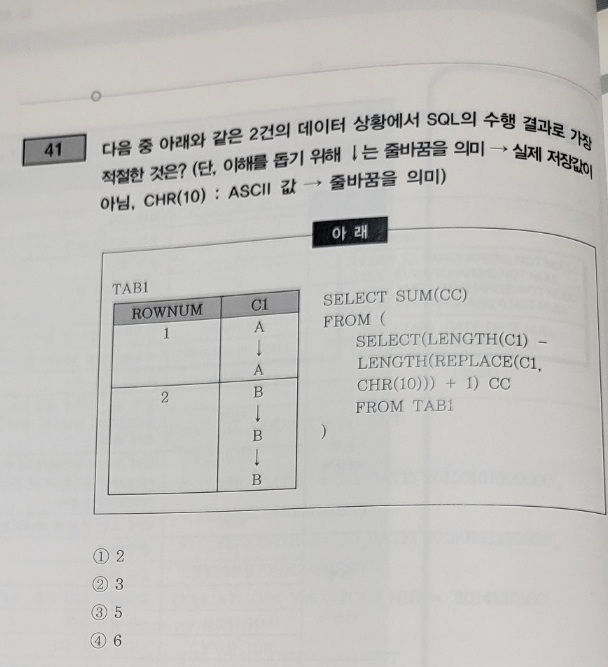 41
다음 중 아래와 같은 2건의 데이터 상황에서 SQL의 수행 결과로 가장
적절한 것은? (단, 이해를 돕기 위해 ↓는 줄바꿈을 의미 → 실제 저장값이
아님, CHR(10) : ASCII 값 → 줄바꿈을 의미)
아 래
TAB1
ROWNUM C1
1 A
↓
A
2 B
↓
B
↓
B
SELECT SUM(CC)
FROM (
SELECT(LENGTH(C1) -
LENGTH(REPLACE(C1,
CHR(10))) + 1) CC
FROM TAB1
)
① 2
② 3
③ 5
④ 6